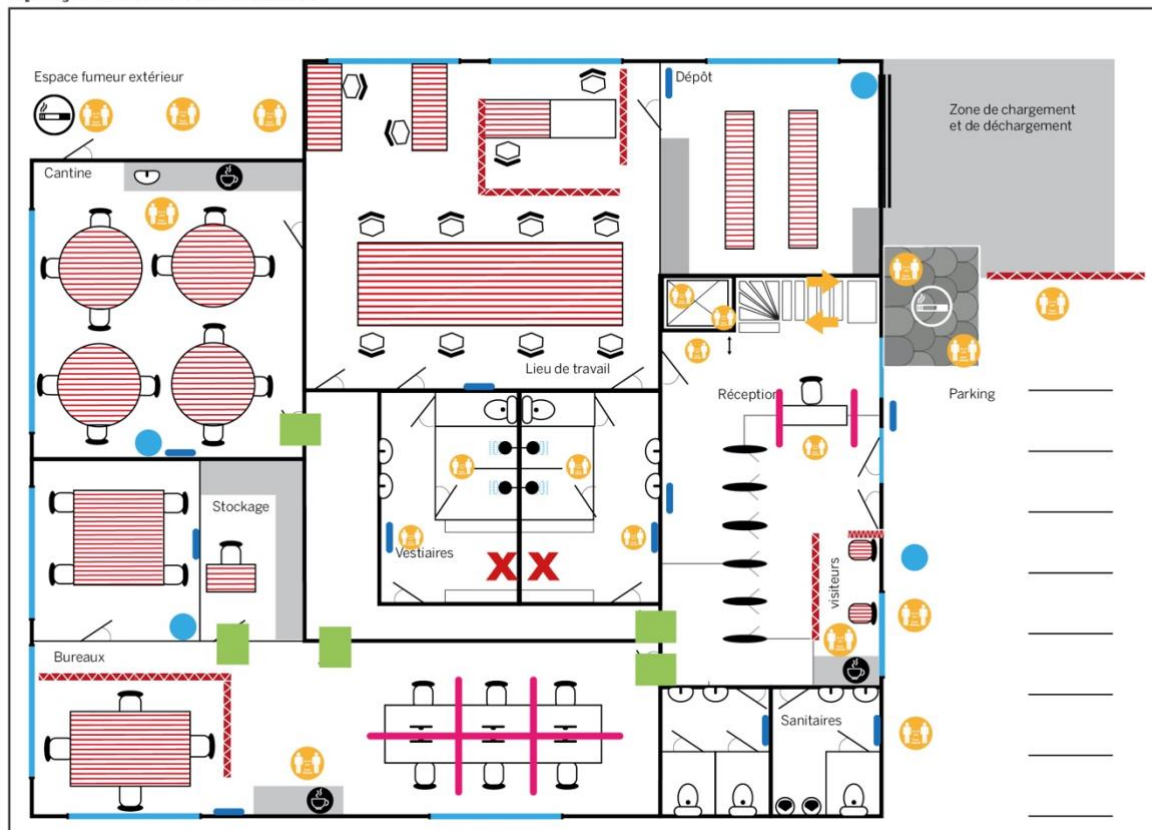 Espace fumeur extérieur
Dépôt
Zone de chargement
et de déchargement
Cantine
Lieu de travail
Réception
Parking
Stockage
Vestiaires
visiteurs
Bureaux
Sanitaires